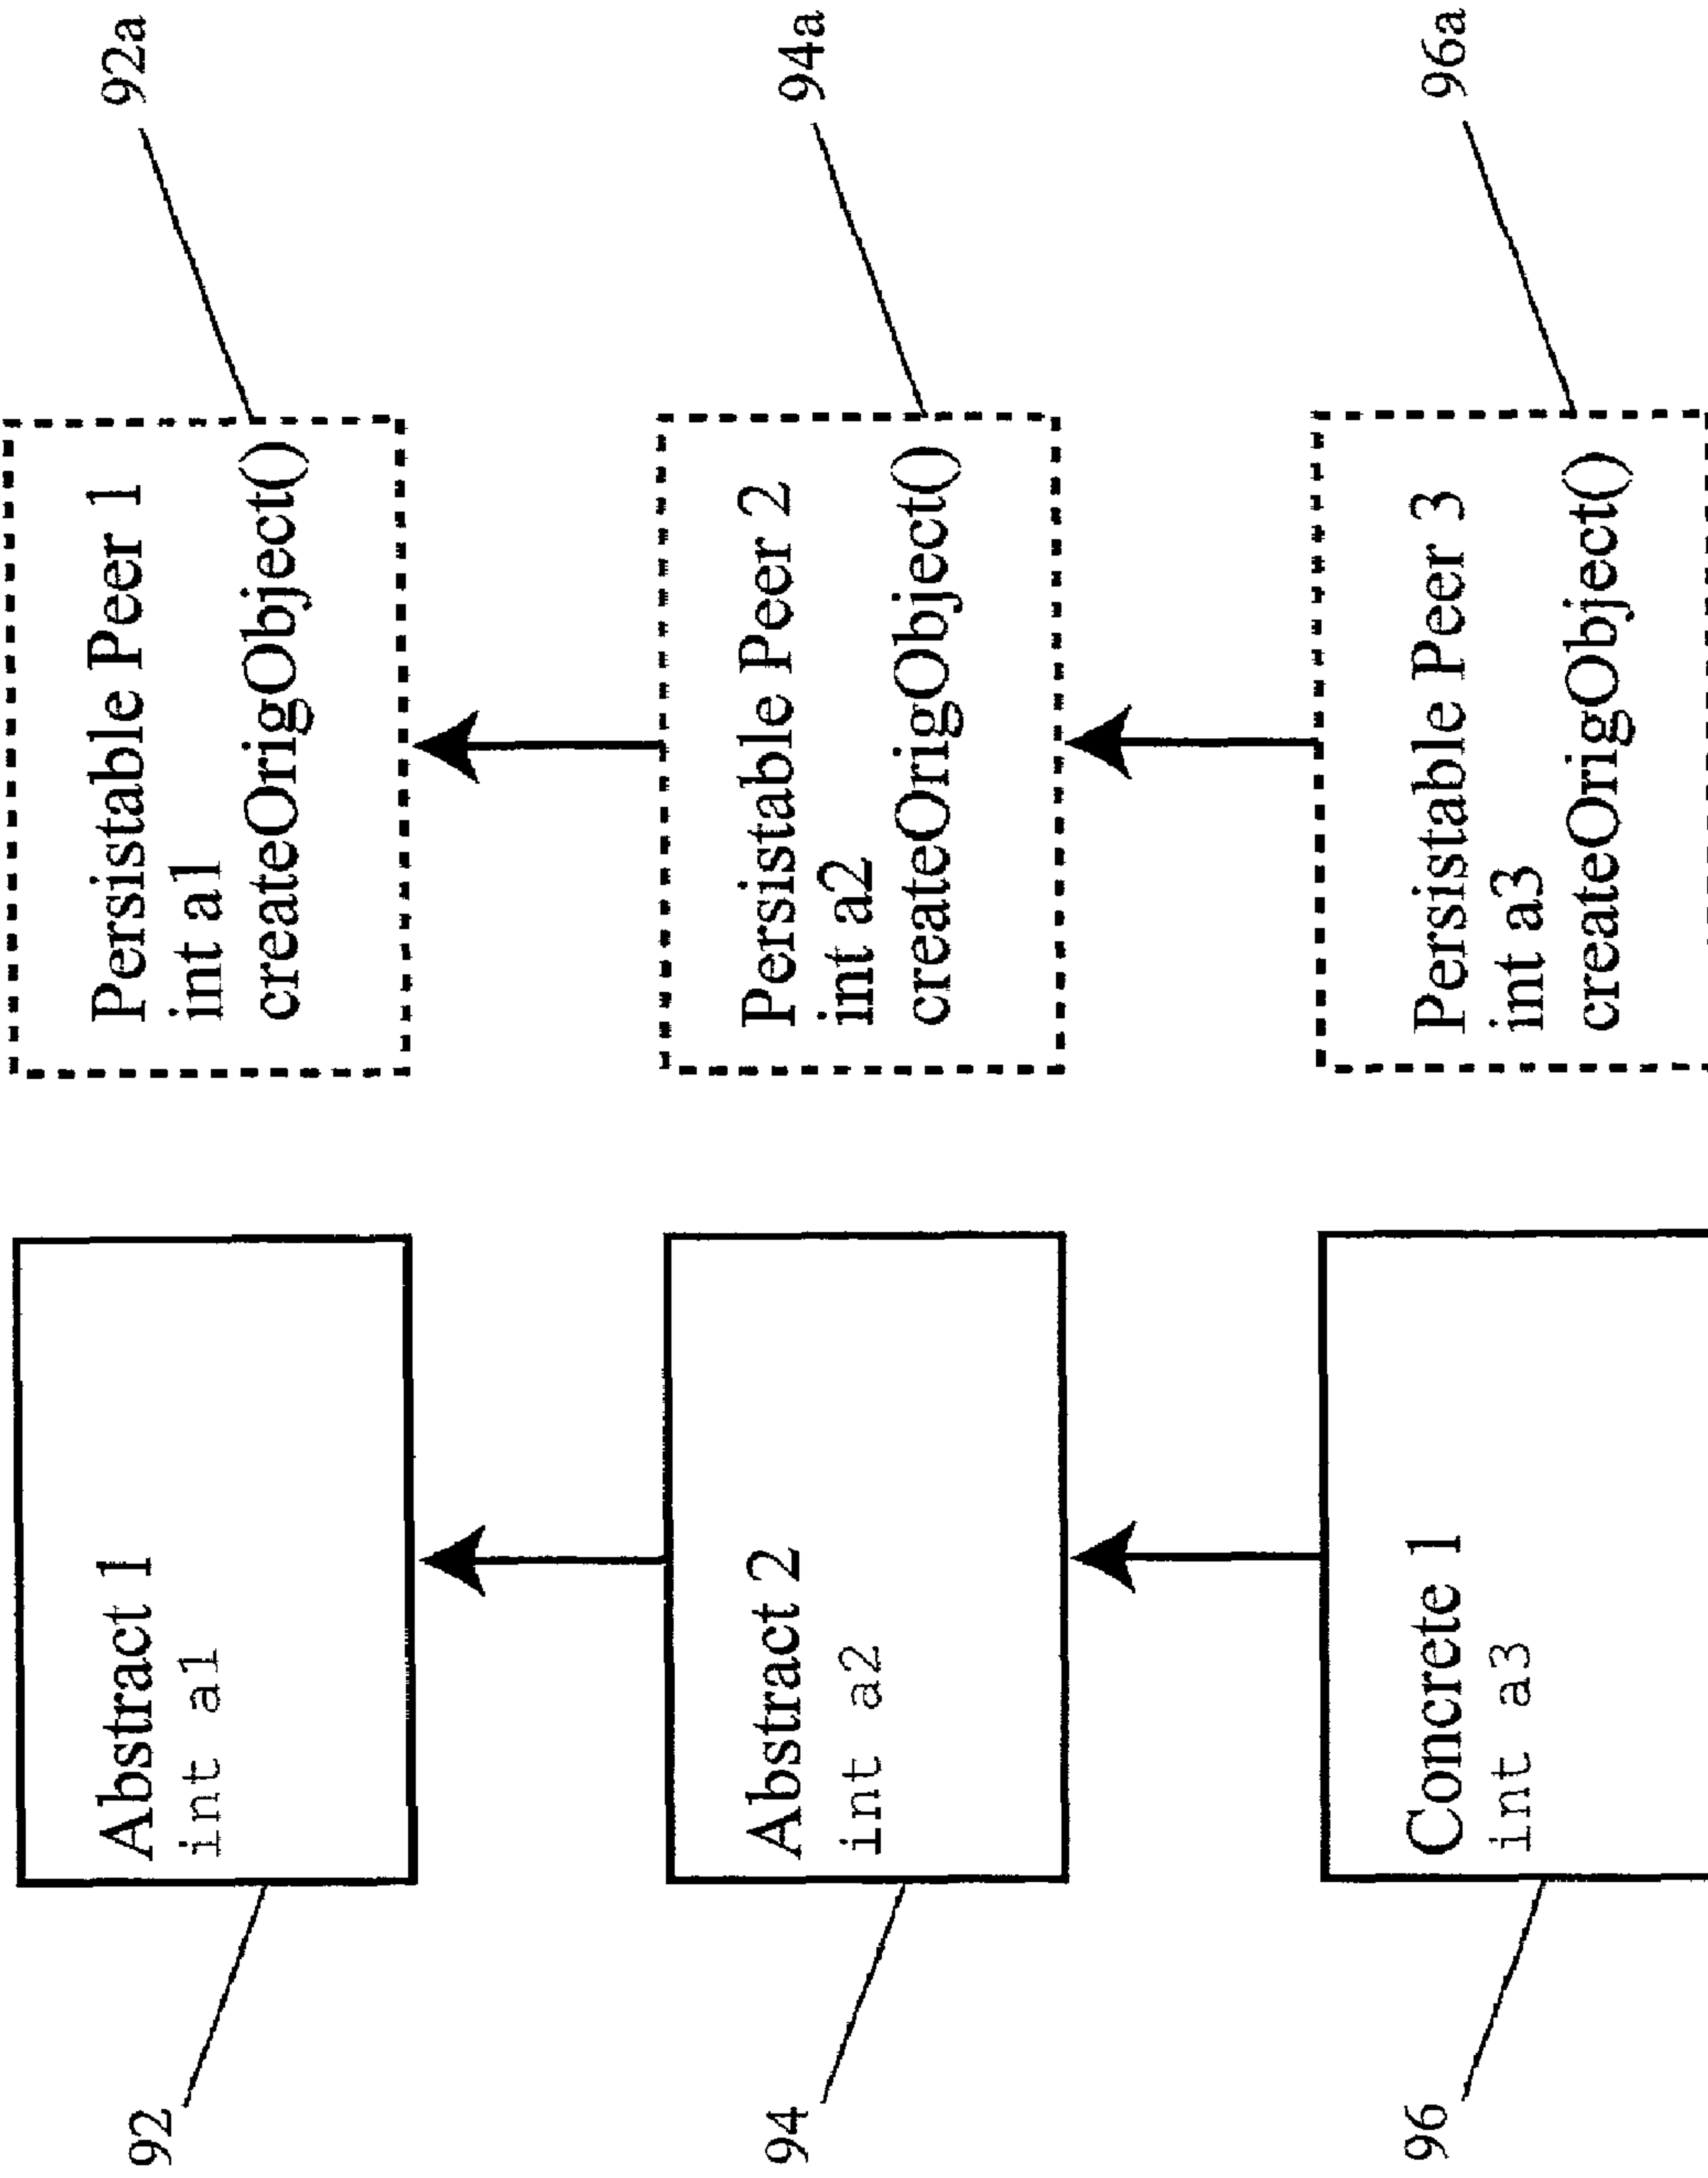 92
Abstract 1
int a1
Persistable Peer 1
int a1
createOrigObject()
92a
94
Abstract 2
int a2
Persistable Peer 2
int a2
createOrigObject()
94a
96
Concrete 1
int a3
Persistable Peer 3
int a3
createOrigObject()
96a